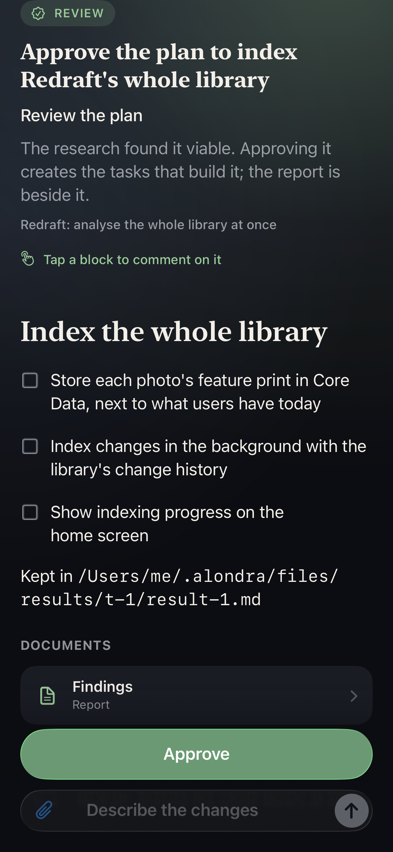 REVIEW
Approve the plan to index
Redraft's whole library
Review the plan
The research found it viable. Approving it
creates the tasks that build it; the report is
beside it.
Redraft: analyse the whole library at once
Tap a block to comment on it
Index the whole library
Store each photo's feature print in Core
Data, next to what users have today
Index changes in the background with the
library's change history
Show indexing progress on the
home screen
Kept in /Users/me/.alondra/files/
results/t-1/result-1.md
DOCUMENTS
Findings
Report
Approve
Describe the changes